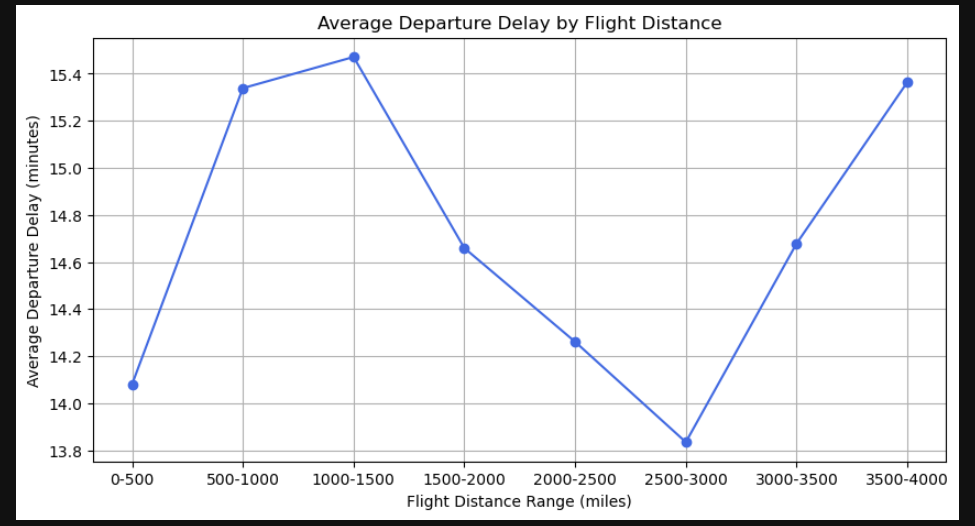 Average Departure Delay by Flight Distance
Average Departure Delay (minutes)
15.4
15.2
15.0
14.8
14.6
14.4
14.2
14.0
13.8
0-500 500-1000 1000-1500 1500-2000 2000-2500 2500-3000 3000-3500 3500-4000
Flight Distance Range (miles)